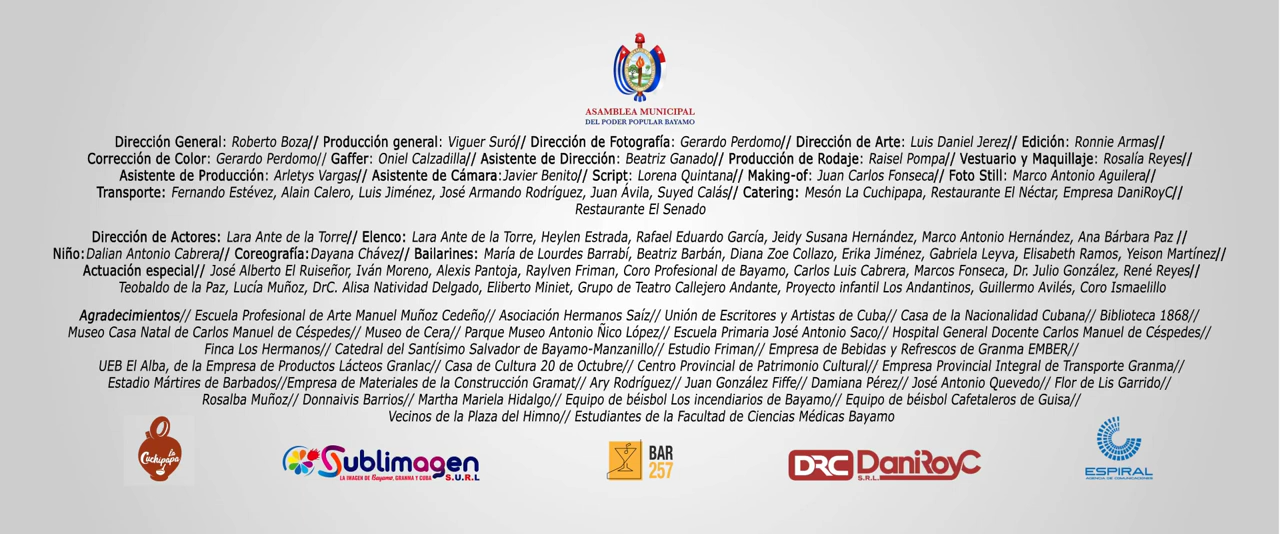 ASAMBLEA MUNICIPAL
DEL PODER POPULAR BAYAMO
Dirección General: Roberto Boza// Producción general: Viguer Suró// Dirección de Fotografía: Gerardo Perdomo// Dirección de Arte: Luis Daniel Jerez// Edición: Ronnie Armas//
Corrección de Color: Gerardo Perdomo// Gaffer: Oniel Calzadilla// Asistente de Dirección: Beatriz Ganado// Producción de Rodaje: Raisel Pompa// Vestuario y Maquillaje: Rosalía Reyes//
Asistente de Producción: Arletys Vargas// Asistente de Cámara:Javier Benito// Script: Lorena Quintana// Making-of: Juan Carlos Fonseca// Foto Still: Marco Antonio Aguilera//
Transporte: Fernando Estévez, Alain Calero, Luis Jiménez, José Armando Rodríguez, Juan Ávila, Suyed Calás// Catering: Mesón La Cuchipapa, Restaurante El Néctar, Empresa DaniRoyC//
Restaurante El Senado
Dirección de Actores: Lara Ante de la Torre// Elenco: Lara Ante de la Torre, Heylen Estrada, Rafael Eduardo García, Jeidy Susana Hernández, Marco Antonio Hernández, Ana Bárbara Paz //
Niño:Dalian Antonio Cabrera// Coreografía:Dayana Chávez// Bailarines: María de Lourdes Barrabí, Beatriz Barbán, Diana Zoe Collazo, Erika Jiménez, Gabriela Leyva, Elisabeth Ramos, Yeison Martínez//
Actuación especial// José Alberto El Ruiseñor, Iván Moreno, Alexis Pantoja, Raylven Friman, Coro Profesional de Bayamo, Carlos Luis Cabrera, Marcos Fonseca, Dr. Julio González, René Reyes//
Teobaldo de la Paz, Lucía Muñoz, DrC. Alisa Natividad Delgado, Eliberto Miniet, Grupo de Teatro Callejero Andante, Proyecto infantil Los Andantinos, Guillermo Avilés, Coro Ismaelillo
Agradecimientos// Escuela Profesional de Arte Manuel Muñoz Cedeño// Asociación Hermanos Saíz// Unión de Escritores y Artistas de Cuba// Casa de la Nacionalidad Cubana// Biblioteca 1868//
Museo Casa Natal de Carlos Manuel de Céspedes// Museo de Cera// Parque Museo Antonio Ñico López// Escuela Primaria José Antonio Saco// Hospital General Docente Carlos Manuel de Céspedes//
Finca Los Hermanos// Catedral del Santísimo Salvador de Bayamo-Manzanillo// Estudio Friman// Empresa de Bebidas y Refrescos de Granma EMBER//
UEB El Alba, de la Empresa de Productos Lácteos Granlac// Casa de Cultura 20 de Octubre// Centro Provincial de Patrimonio Cultural// Empresa Provincial Integral de Transporte Granma//
Estadio Mártires de Barbados//Empresa de Materiales de la Construcción Gramat// Ary Rodríguez// Juan González Fiffe// Damiana Pérez// José Antonio Quevedo// Flor de Lis Garrido//
Rosalba Muñoz// Donnaivis Barrios// Martha Mariela Hidalgo// Equipo de béisbol Los incendiarios de Bayamo// Equipo de béisbol Cafetaleros de Guisa//
Vecinos de la Plaza del Himno// Estudiantes de la Facultad de Ciencias Médicas Bayamo
La Cuchipapa
Sublimagen
LA IMAGEN DE Bayamo, GRANMA Y CUBA S.U.R.L
BAR
257
DRC DaniRoyC
S.R.L.
ESPIRAL
AGENCIA DE COMUNICACIONES